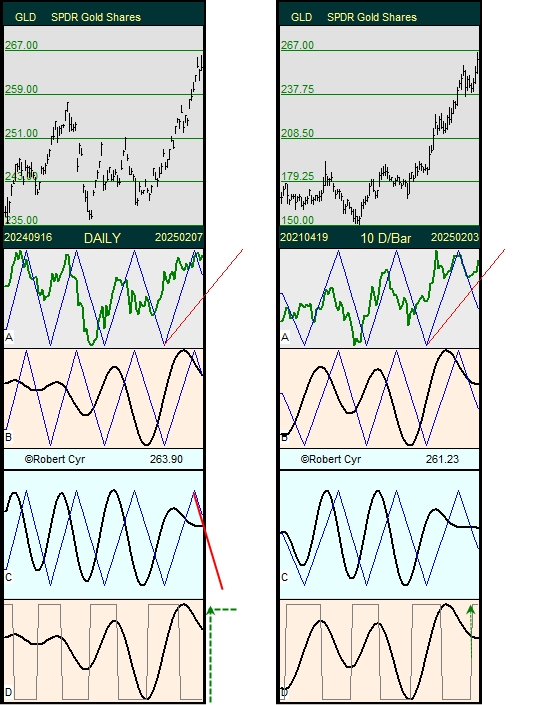 GLD SPDR Gold Shares
267.00
259.00
251.00
243.00
235.00
20240916 DAILY 20250207
A
B
©Robert Cyr 263.90
C
D
GLD SPDR Gold Shares
267.00
237.75
208.50
179.25
150.00
20210419 10 D/Bar 20250203
A
B
©Robert Cyr 261.23
C
D